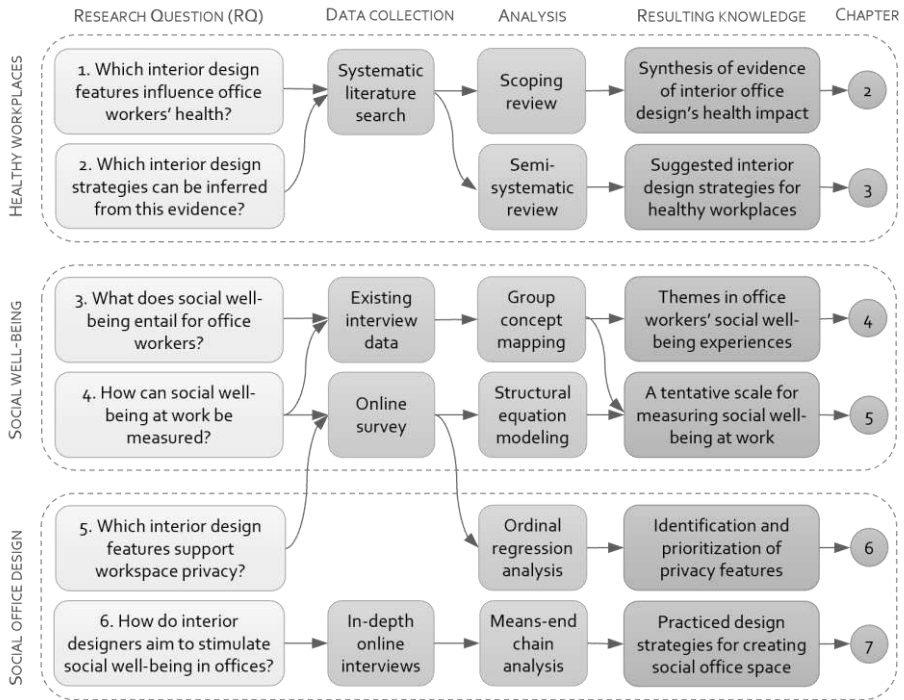 RESEARCH QUESTION (RQ)
DATA COLLECTION
ANALYSIS
RESULTING KNOWLEDGE
CHAPTER
HEALTHY WORKPLACES
1. Which interior design
features influence office
workers' health?
Systematic
literature
search
Scoping
review
Synthesis of evidence
of interior office
design's health impact
2
2. Which interior design
strategies can be inferred
from this evidence?
Semi-
systematic
review
Suggested interior
design strategies for
healthy workplaces
3
SOCIAL WELL-BEING
3. What does social well-
being entail for office
workers?
Existing
interview
data
Group
concept
mapping
Themes in office
workers' social well-
being experiences
4
4. How can social well-
being at work be
measured?
Online
survey
Structural
equation
modeling
A tentative scale for
measuring social well-
being at work
5
SOCIAL OFFICE DESIGN
5. Which interior design
features support
workspace privacy?
Ordinal
regression
analysis
Identification and
prioritization of
privacy features
6
6. How do interior
designers aim to stimulate
social well-being in offices?
In-depth
online
interviews
Means-end
chain
analysis
Practiced design
strategies for creating
social office space
7